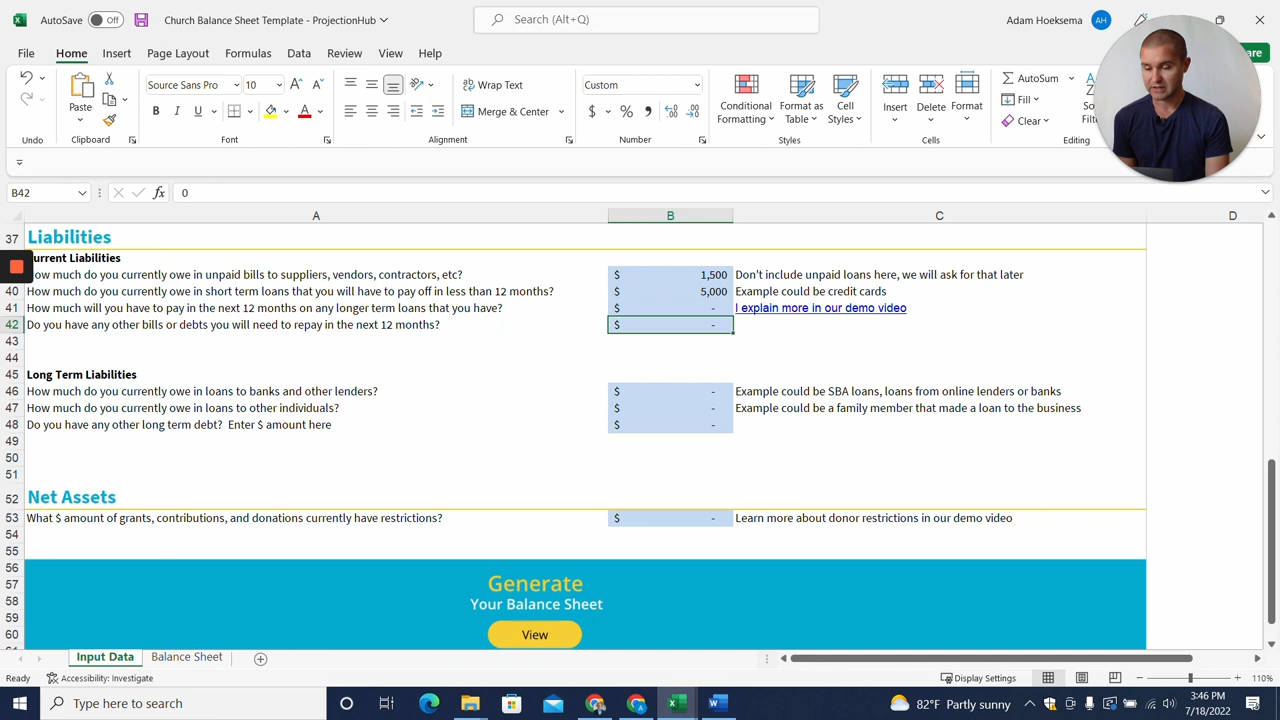 AutoSave Off Church Balance Sheet Template - ProjectionHub Search (Alt+Q) Adam Hoeksema AH
File Home Insert Page Layout Formulas Data Review View Help
Source Sans Pro 10 A A Wrap Text Custom AutoSum
Paste B I U A Merge & Center $ % Conditional Formatting Format as Table Cell Styles Insert Delete Format Fill Clear
Undo Clipboard Font Alignment Number Styles Cells Editing
B42 fx 0
A B C D
37 Liabilities
Current Liabilities
How much do you currently owe in unpaid bills to suppliers, vendors, contractors, etc? $ 1,500 Don't include unpaid loans here, we will ask for that later
40 How much do you currently owe in short term loans that you will have to pay off in less than 12 months? $ 5,000 Example could be credit cards
41 How much will you have to pay in the next 12 months on any longer term loans that you have? $ - I explain more in our demo video
42 Do you have any other bills or debts you will need to repay in the next 12 months? $ -
43
44
45 Long Term Liabilities
46 How much do you currently owe in loans to banks and other lenders? $ - Example could be SBA loans, loans from online lenders or banks
47 How much do you currently owe in loans to other individuals? $ - Example could be a family member that made a loan to the business
48 Do you have any other long term debt? Enter $ amount here $ -
49
50
51
52 Net Assets
53 What $ amount of grants, contributions, and donations currently have restrictions? $ - Learn more about donor restrictions in our demo video
54
55
56
57 Generate
58 Your Balance Sheet
59
60 View
Input Data Balance Sheet
Ready Accessibility: Investigate Display Settings 110%
Type here to search 82°F Partly sunny 3:46 PM
7/18/2022